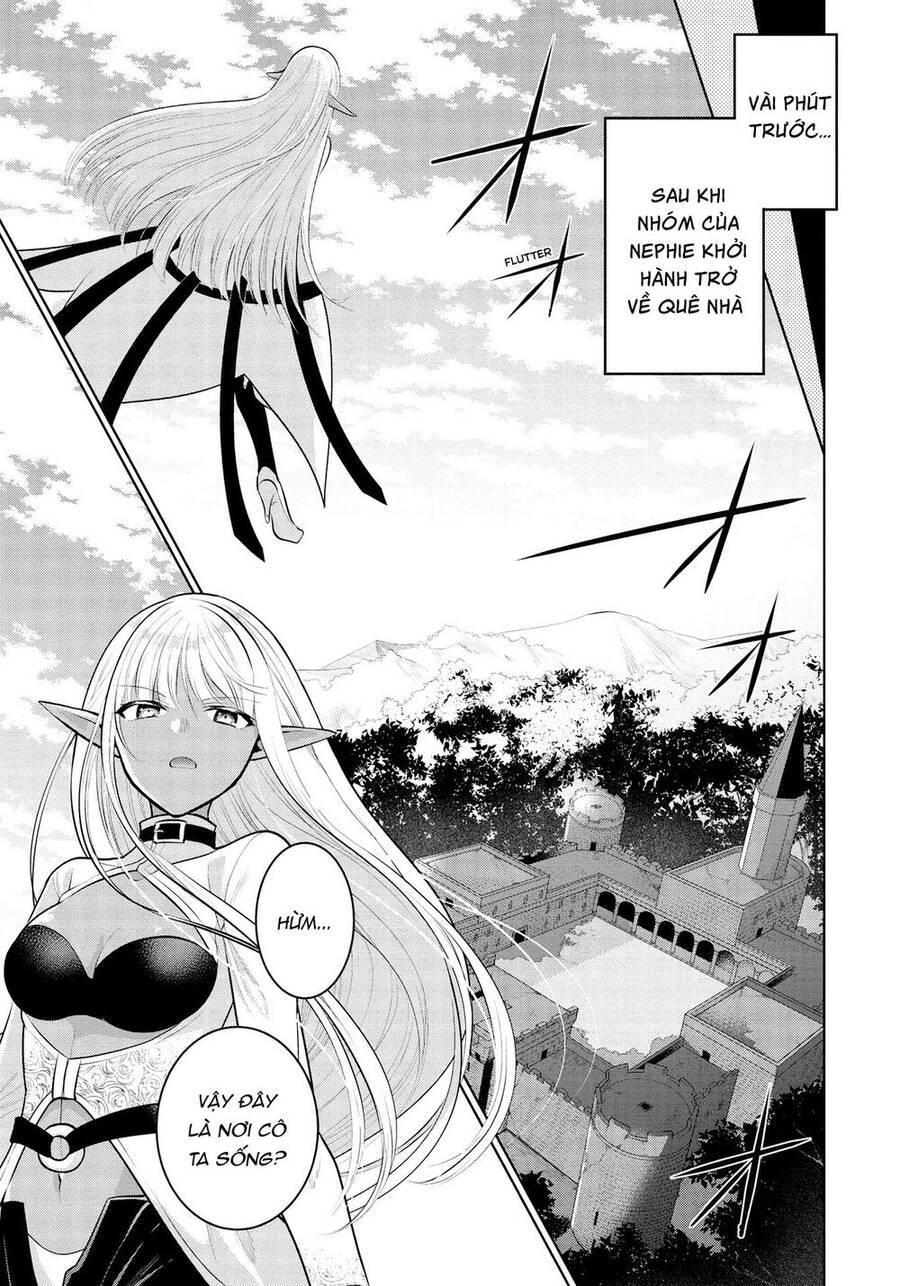 VÀI PHÚT
TRƯỚC...
SAU KHI
NHÓM CỦA
NEPHIE KHỞI
HÀNH TRỞ
VỀ QUÊ NHÀ
FLUTTER
HỪM...
VẬY ĐÂY
LÀ NƠI CÔ
TA SỐNG?